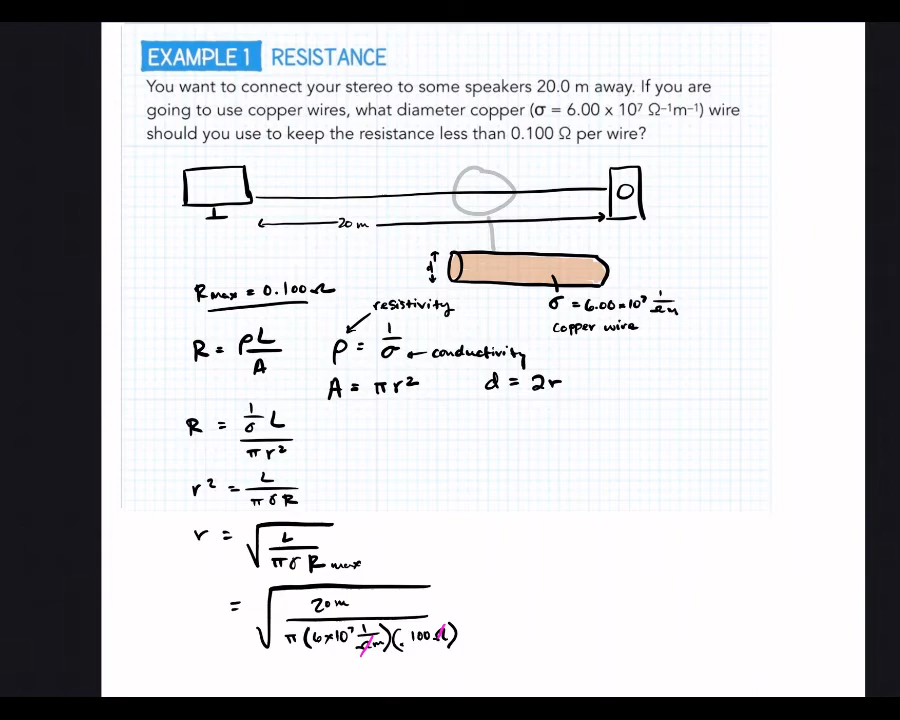 EXAMPLE 1 RESISTANCE
You want to connect your stereo to some speakers 20.0 m away. If you are
going to use copper wires, what diameter copper (σ = 6.00 x 10⁷ Ω⁻¹m⁻¹) wire
should you use to keep the resistance less than 0.100 Ω per wire?
20 m
d
Rmax = 0.100 Ω
σ = 6.00×10⁷ 1/Ωm
copper wire
resistivity
R = ρL/A
ρ = 1/σ ← conductivity
A = πr²
d = 2r
R = (1/σ L)/(πr²)
r² = L/(πσR)
r = √(L/(πσRmax))
= √(20m/(π(6×10⁷ 1/Ωm)(.100Ω)))